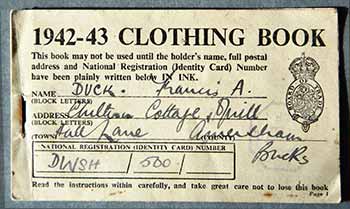 1942-43 CLOTHING BOOK
This book may not be used until the holder's name, full postal
address and National Registration (Identity Card) Number
have been plainly written below IN INK.
NAME DUCK. Francis A.
(BLOCK LETTERS)
ADDRESS Chiltern Cottage,
(BLOCK LETTERS)
(TOWN) Lane Amersham
Bucks
NATIONAL REGISTRATION (IDENTITY CARD) NUMBER
DWSH / 500 /
Read the instructions within carefully, and take great care not to lose this book
Page 1
BOARD OF TRADE